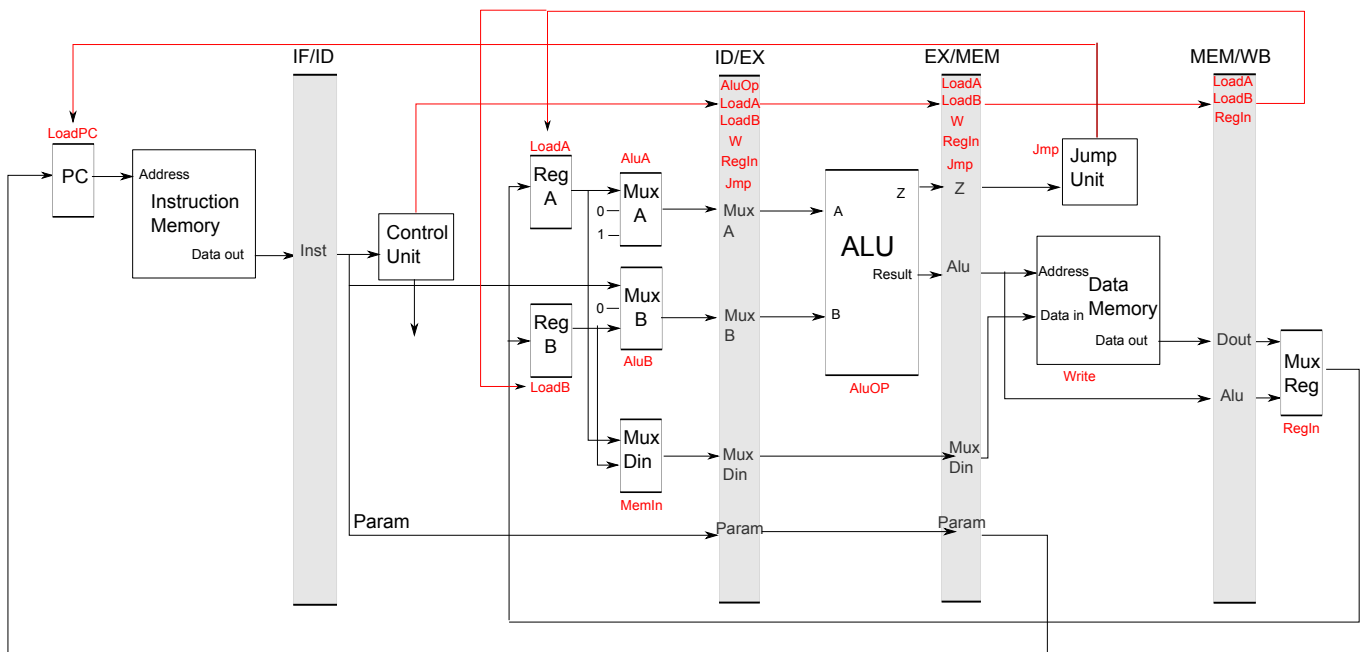 IF/ID
ID/EX
EX/MEM
MEM/WB
LoadPC
PC
Address
Instruction
Memory
Data out
Inst
Control
Unit
Param
LoadA
Reg
A
Reg
B
LoadB
AluA
Mux
A
0
1
Mux
B
0
AluB
Mux
Din
MemIn
AluOp
LoadA
LoadB
W
RegIn
Jmp
Mux
A
Mux
B
Mux
Din
Param
A
Z
ALU
Result
B
AluOP
LoadA
LoadB
W
RegIn
Jmp
Z
Alu
Mux
Din
Param
Jmp
Jump
Unit
Address
Data
Memory
Data in
Data out
Write
LoadA
LoadB
RegIn
Dout
Alu
Mux
Reg
RegIn